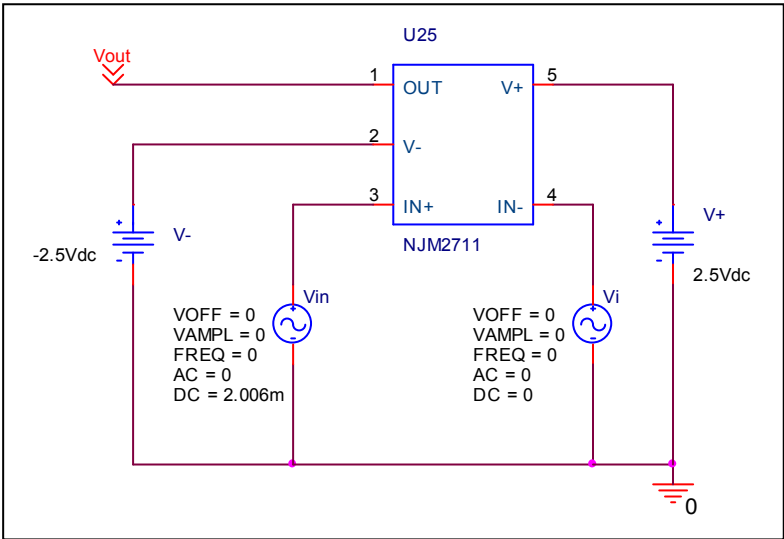 U25
Vout
1
OUT
V+
5
2
V-
3
IN+
IN-
4
NJM2711
V-
-2.5Vdc
V+
2.5Vdc
Vin
VOFF = 0
VAMPL = 0
FREQ = 0
AC = 0
DC = 2.006m
Vi
VOFF = 0
VAMPL = 0
FREQ = 0
AC = 0
DC = 0
0